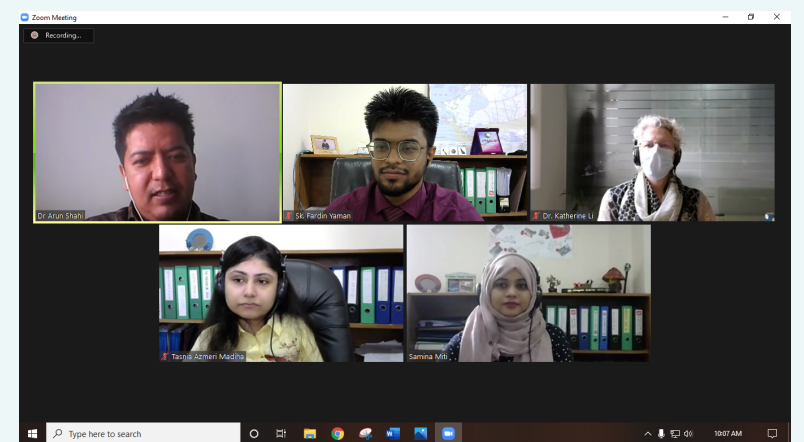 Zoom Meeting
Recording...
Dr Arun Shahi
Sk. Fardin Yaman
Dr. Katherine Li
Tasnia Azmeri Madiha
Samina Miti
Type here to search
10:07 AM